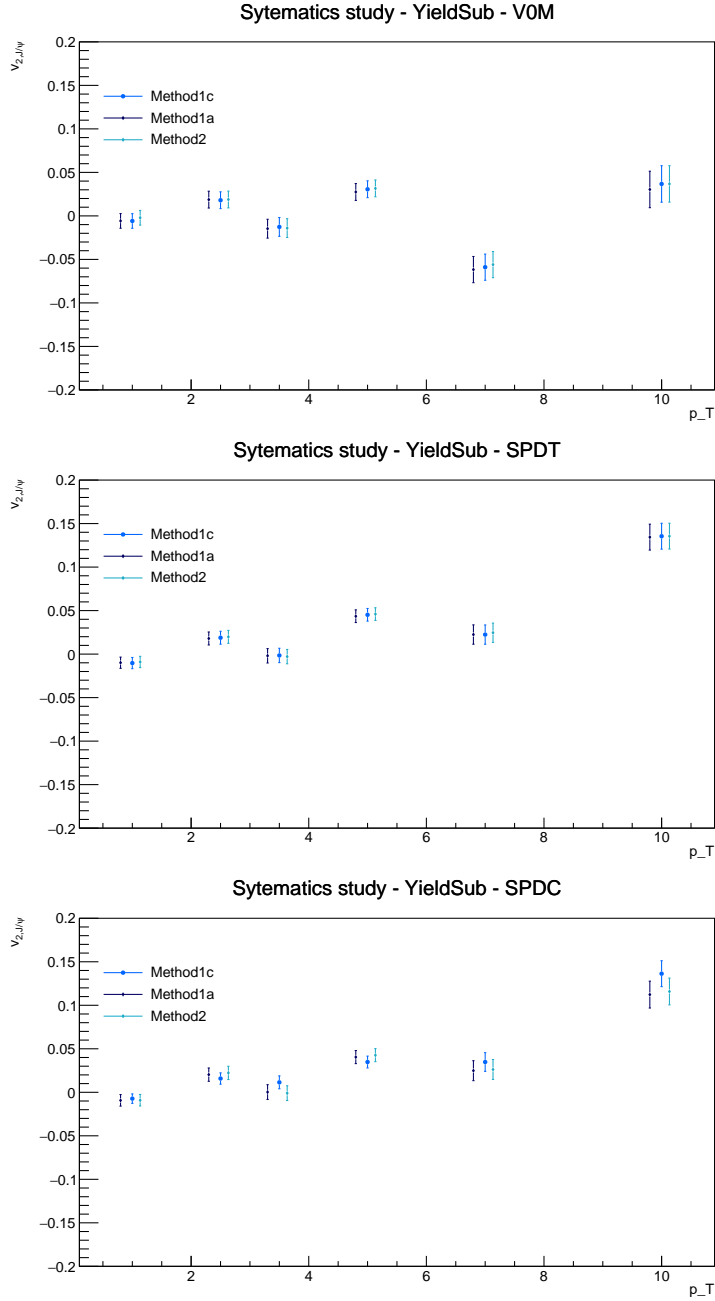 Sytematics study - YieldSub - V0M
v2,J/ψ
0.2
0.15
0.1
0.05
0
−0.05
−0.1
−0.15
−0.2
Method1c
Method1a
Method2
2 4 6 8 10
p_T
Sytematics study - YieldSub - SPDT
v2,J/ψ
0.2
0.15
0.1
0.05
0
−0.05
−0.1
−0.15
−0.2
Method1c
Method1a
Method2
2 4 6 8 10
p_T
Sytematics study - YieldSub - SPDC
v2,J/ψ
0.2
0.15
0.1
0.05
0
−0.05
−0.1
−0.15
−0.2
Method1c
Method1a
Method2
2 4 6 8 10
p_T